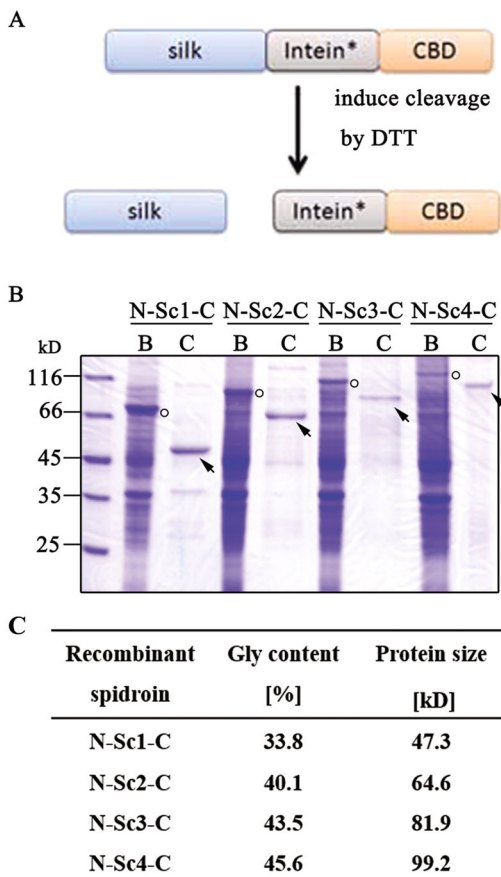 A
silk Intein* CBD
induce cleavage
by DTT
silk Intein* CBD
B
N-Sc1-C N-Sc2-C N-Sc3-C N-Sc4-C
kD B C B C B C B C
116
66
45
35
25
C
Recombinant Gly content Protein size
spidroin [%] [kD]
N-Sc1-C 33.8 47.3
N-Sc2-C 40.1 64.6
N-Sc3-C 43.5 81.9
N-Sc4-C 45.6 99.2